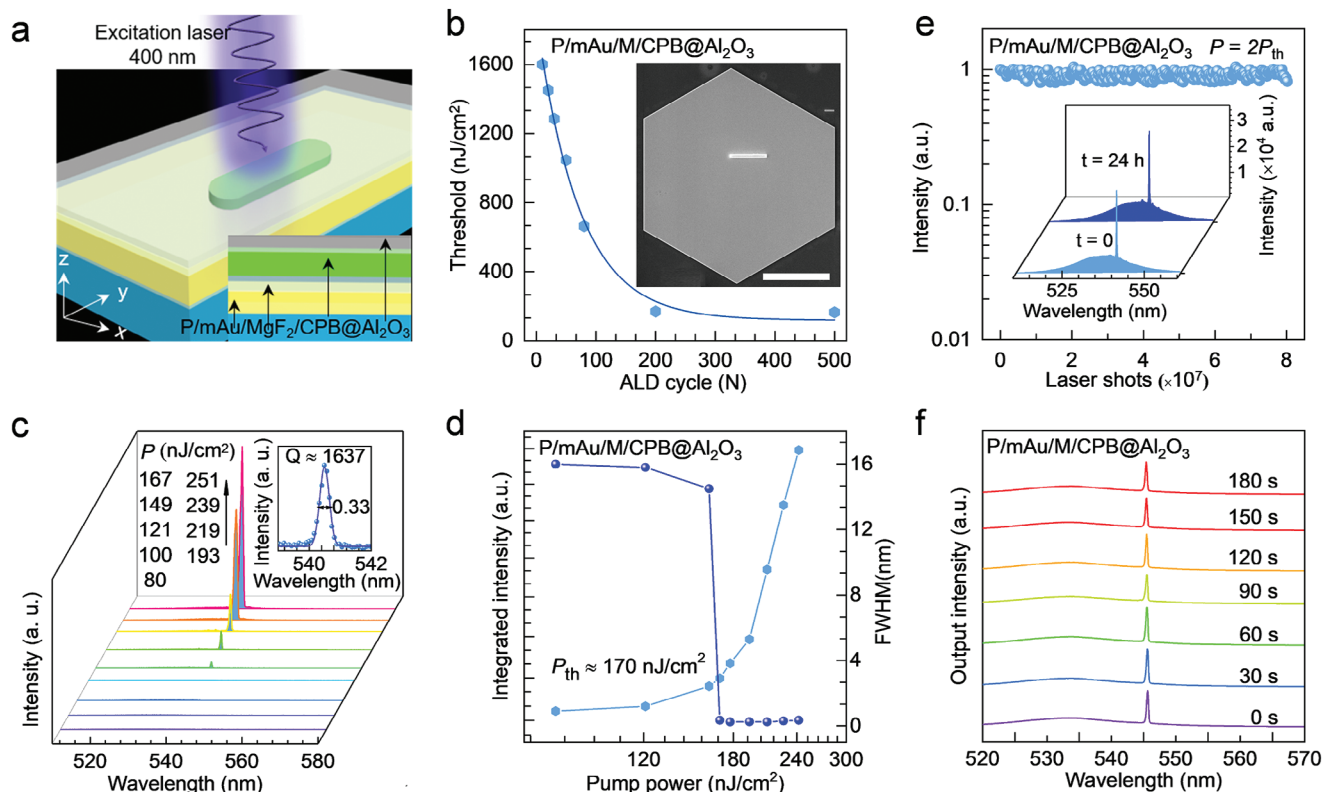 a
Excitation laser
400 nm
z
y
x
P/mAu/MgF₂/CPB@Al₂O₃
b
P/mAu/M/CPB@Al₂O₃
Threshold (nJ/cm²)
1600
1200
800
400
0
0 100 200 300 400 500
ALD cycle (N)
e
P/mAu/M/CPB@Al₂O₃ P = 2Pth
Intensity (a.u.)
1
0.1
0.01
t = 24 h
t = 0
3
2
1
Intensity (×10⁴ a.u.)
525 550
Wavelength (nm)
0 2 4 6 8
Laser shots (×10⁷)
c
P (nJ/cm²)
167 251
149 239
121 219
100 193
80
Q ≈ 1637
0.33
Intensity (a. u.)
540 542
Wavelength (nm)
Intensity (a. u.)
520 540 560 580
Wavelength (nm)
d
P/mAu/M/CPB@Al₂O₃
Integrated intensity (a.u.)
Pth ≈ 170 nJ/cm²
16
12
8
4
0
FWHM(nm)
120 180 240 300
Pump power (nJ/cm²)
f
P/mAu/M/CPB@Al₂O₃
Output intensity (a.u.)
180 s
150 s
120 s
90 s
60 s
30 s
0 s
520 530 540 550 560 570
Wavelength (nm)